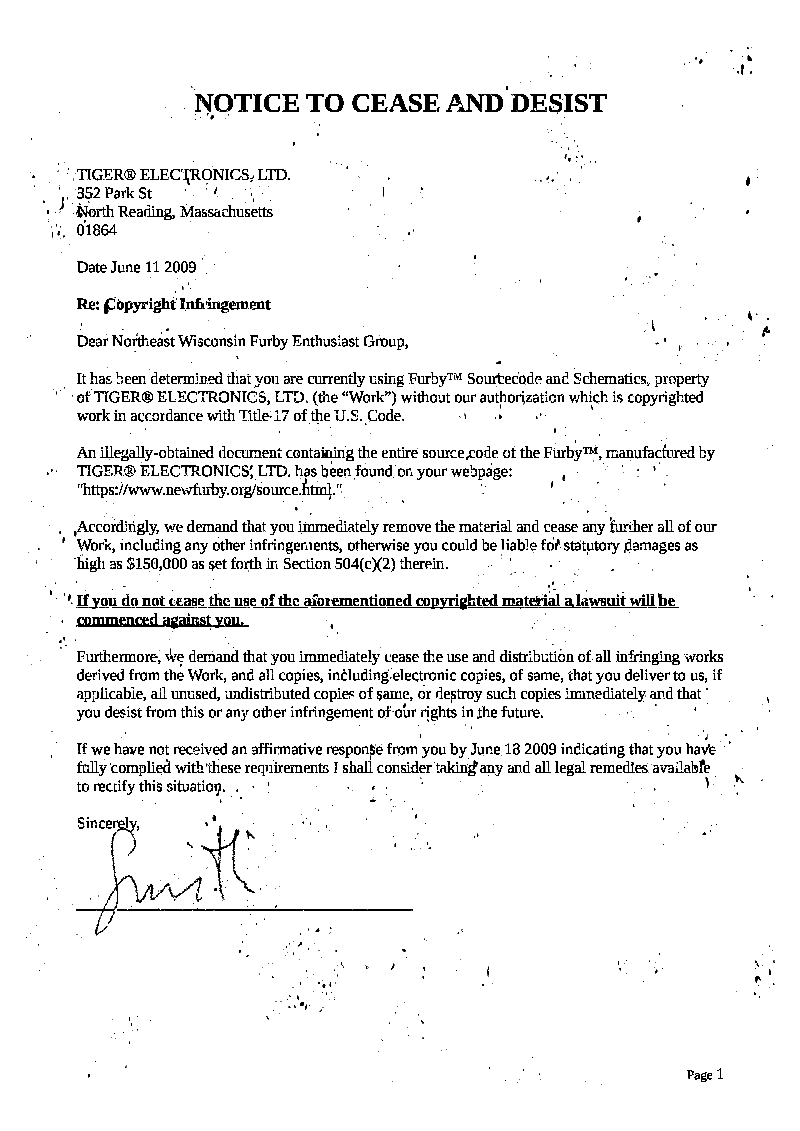 NOTICE TO CEASE AND DESIST
TIGER® ELECTRONICS, LTD.
352 Park St
North Reading, Massachusetts
01864
Date June 11 2009
Re: Copyright Infringement
Dear Northeast Wisconsin Furby Enthusiast Group,
It has been determined that you are currently using Furby™ Sourcecode and Schematics, property
of TIGER® ELECTRONICS, LTD. (the “Work”) without our authorization which is copyrighted
work in accordance with Title 17 of the U.S. Code.
An illegally-obtained document containing the entire source code of the Furby™, manufactured by
TIGER® ELECTRONICS, LTD. has been found on your webpage:
"https://www.newfurby.org/source.html."
Accordingly, we demand that you immediately remove the material and cease any further all of our
Work, including any other infringements, otherwise you could be liable for statutory damages as
high as $150,000 as set forth in Section 504(c)(2) therein.
If you do not cease the use of the aforementioned copyrighted material a lawsuit will be
commenced against you.
Furthermore, we demand that you immediately cease the use and distribution of all infringing works
derived from the Work, and all copies, including electronic copies, of same, that you deliver to us, if
applicable, all unused, undistributed copies of same, or destroy such copies immediately and that
you desist from this or any other infringement of our rights in the future.
If we have not received an affirmative response from you by June 18 2009 indicating that you have
fully complied with these requirements I shall consider taking any and all legal remedies available
to rectify this situation.
Sincerely,
Smith
Page 1